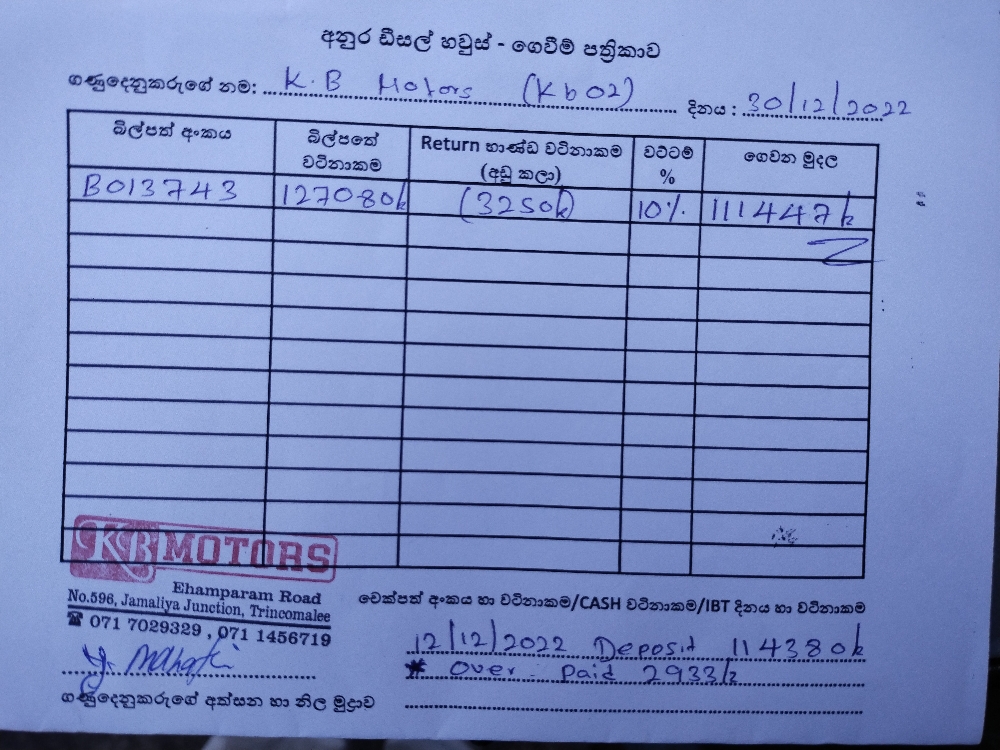 අනුර ඩීසල් හවුස් - ගෙවීම් පත්‍රිකාව
ගණුදෙනුකරුගේ නම: K.B Motors (Kb02) දිනය: 30/12/2022
බිල්පත් අංකය බිල්පතේ වටිනාකම Return භාණ්ඩ වටිනාකම (අඩු කලා) වට්ටම් % ගෙවන මුදල
B013743 127080/= (3250/=) 10% 111447/=
KB MOTORS
Ehamparam Road
No.596, Jamaliya Junction, Trincomalee
☎ 071 7029329 , 071 1456719
ගණුදෙනුකරුගේ අත්සන හා නිල මුද්‍රාව
චෙක්පත් අංකය හා වටිනාකම/CASH වටිනාකම/IBT දිනය හා වටිනාකම
12/12/2022 Deposit 114380/=
* Over Paid 2933/=